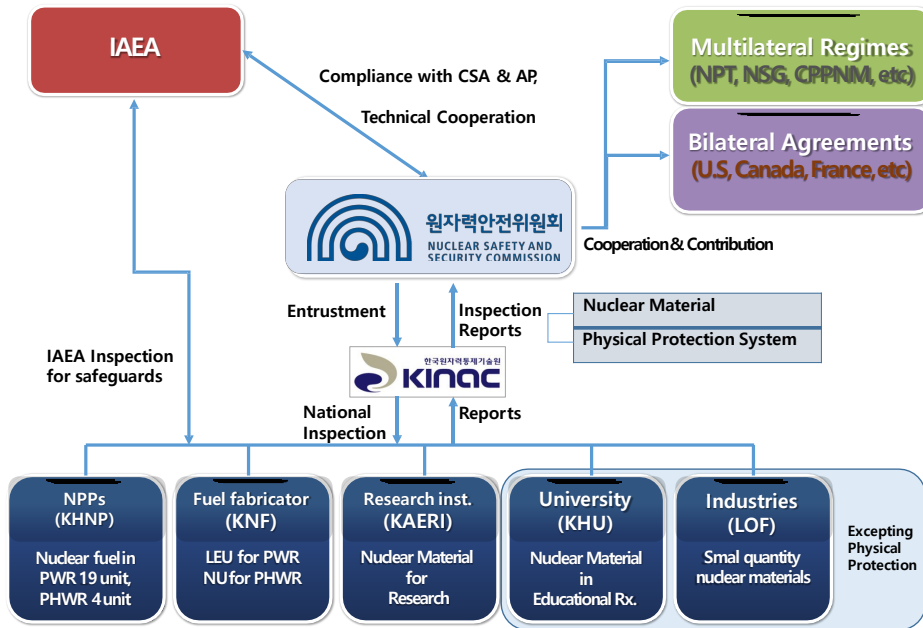 IAEA
Multilateral Regimes
(NPT, NSG, CPPNM, etc)
Compliance with CSA & AP,
Technical Cooperation
Bilateral Agreements
(U.S, Canada, France, etc)
원자력안전위원회
NUCLEAR SAFETY AND
SECURITY COMMISSION
Cooperation & Contribution
Entrustment
Inspection
Reports
Nuclear Material
Physical Protection System
IAEA Inspection
for safeguards
한국원자력통제기술원
KINAC
National
Inspection
Reports
NPPs
(KHNP)
Nuclear fuel in
PWR 19 unit,
PHWR 4 unit
Fuel fabricator
(KNF)
LEU for PWR
NU for PHWR
Research inst.
(KAERI)
Nuclear Material
for
Research
University
(KHU)
Nuclear Material
in
Educational Rx.
Industries
(LOF)
Smal quantity
nuclear materials
Excepting
Physical
Protection